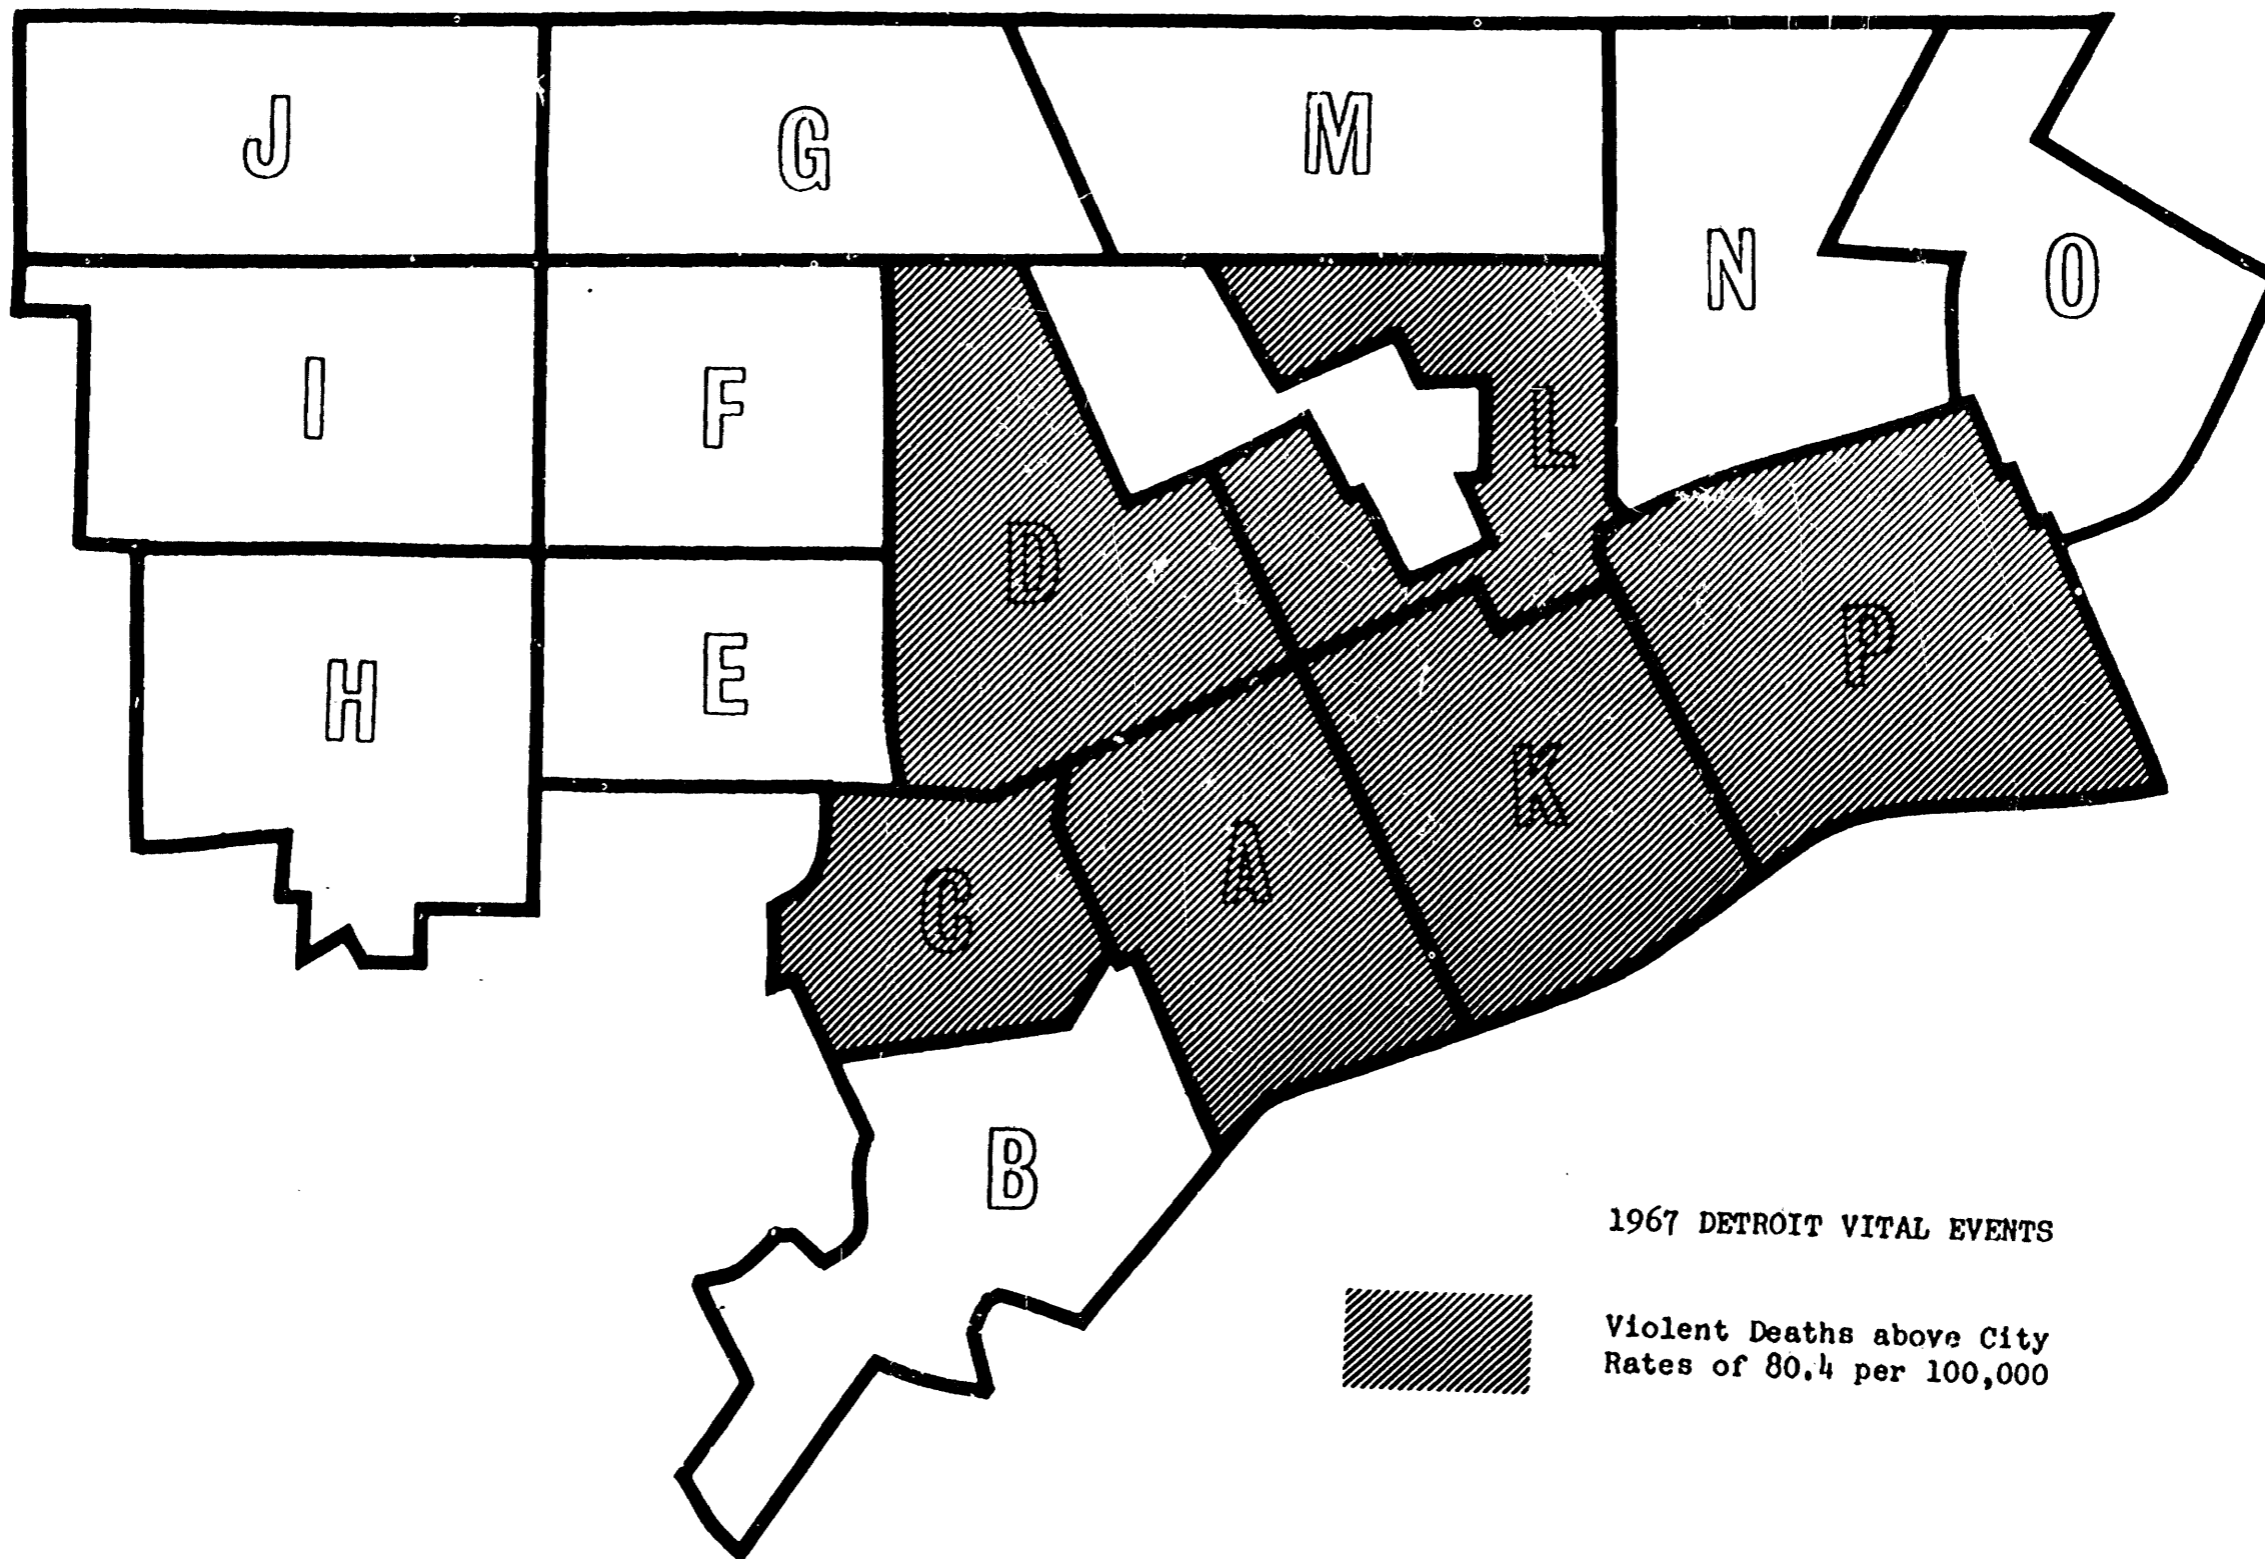 J
G
M
N
O
I
F
L
D
H
E
P
K
A
C
B
1967 DETROIT VITAL EVENTS
Violent Deaths above City
Rates of 80.4 per 100,000